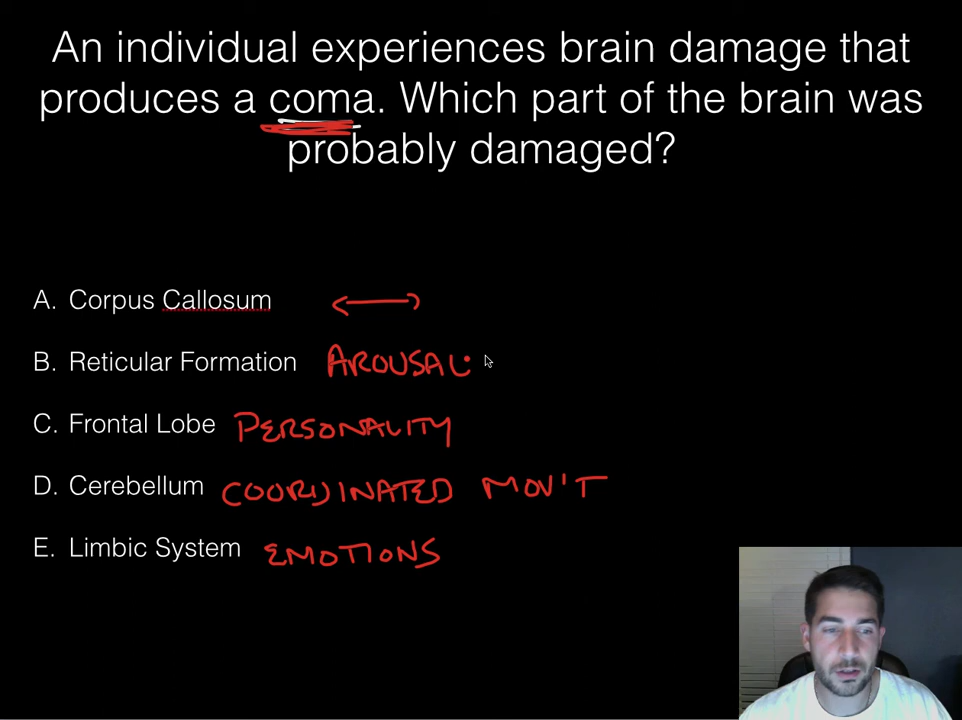 An individual experiences brain damage that
produces a coma. Which part of the brain was
probably damaged?
A. Corpus Callosum
B. Reticular Formation AROUSAL
C. Frontal Lobe PERSONALITY
D. Cerebellum COORDINATED MOV'T
E. Limbic System EMOTIONS